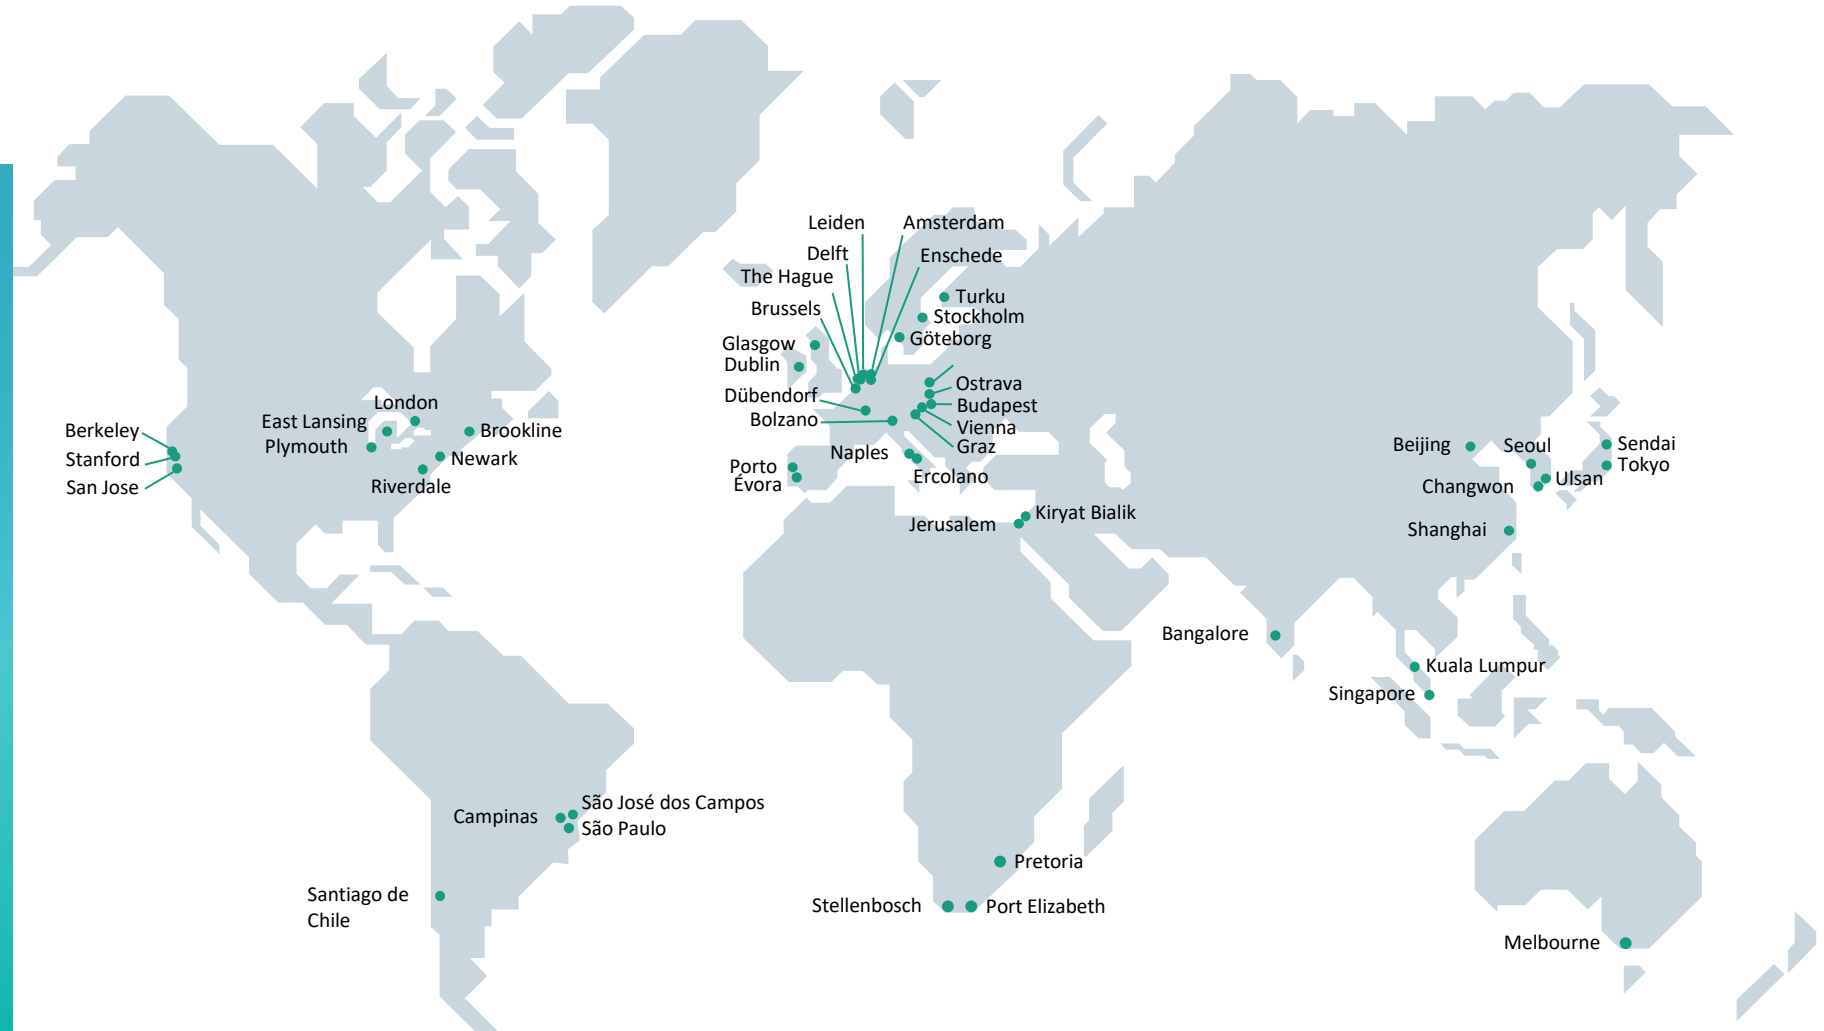 Leiden
Amsterdam
Delft
Enschede
The Hague
Brussels
Turku
Stockholm
Göteborg
Glasgow
Dublin
Dübendorf
Bolzano
Ostrava
Budapest
Vienna
Graz
Naples
Ercolano
Porto
Évora
Jerusalem
Kiryat Bialik
London
East Lansing
Plymouth
Brookline
Newark
Riverdale
Berkeley
Stanford
San Jose
Beijing
Seoul
Sendai
Tokyo
Changwon
Ulsan
Shanghai
Bangalore
Kuala Lumpur
Singapore
São José dos Campos
Campinas
São Paulo
Santiago de
Chile
Pretoria
Stellenbosch
Port Elizabeth
Melbourne